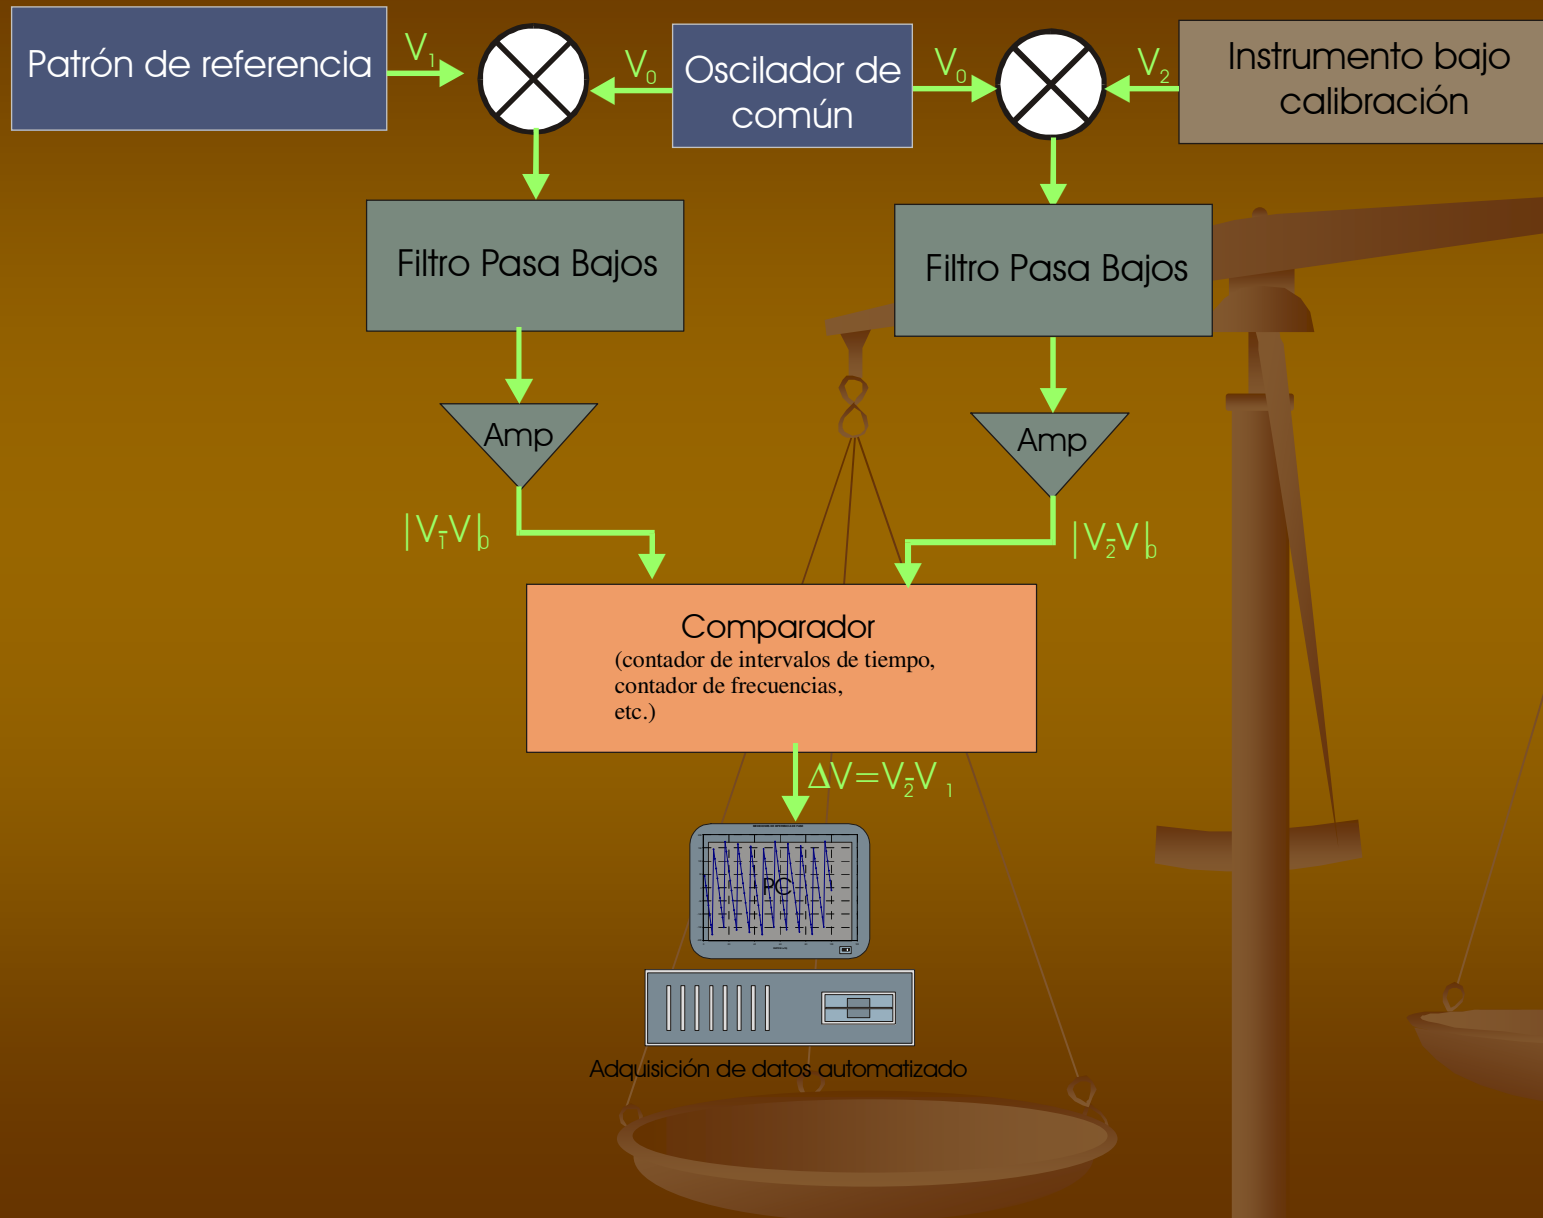 Patrón de referencia
V₁
V₀
Oscilador de
común
V₀
V₂
Instrumento bajo
calibración
Filtro Pasa Bajos
Filtro Pasa Bajos
Amp
Amp
|V₁-V|₀
|V₂-V|₀
Comparador
(contador de intervalos de tiempo,
contador de frecuencias,
etc.)
ΔV=V₂-V₁
PC
Adquisición de datos automatizado